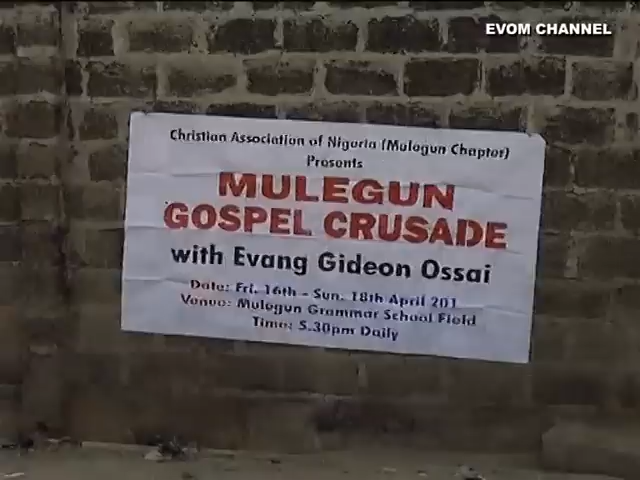 EVOM CHANNEL
Christian Association of Nigeria (Mulegun Chapter)
Presents
MULEGUN
GOSPEL CRUSADE
with Evang Gideon Ossai
Date: Fri. 16th - Sun. 18th April 201
Venue: Mulegun Grammar School Field
Time: 5.30pm Daily